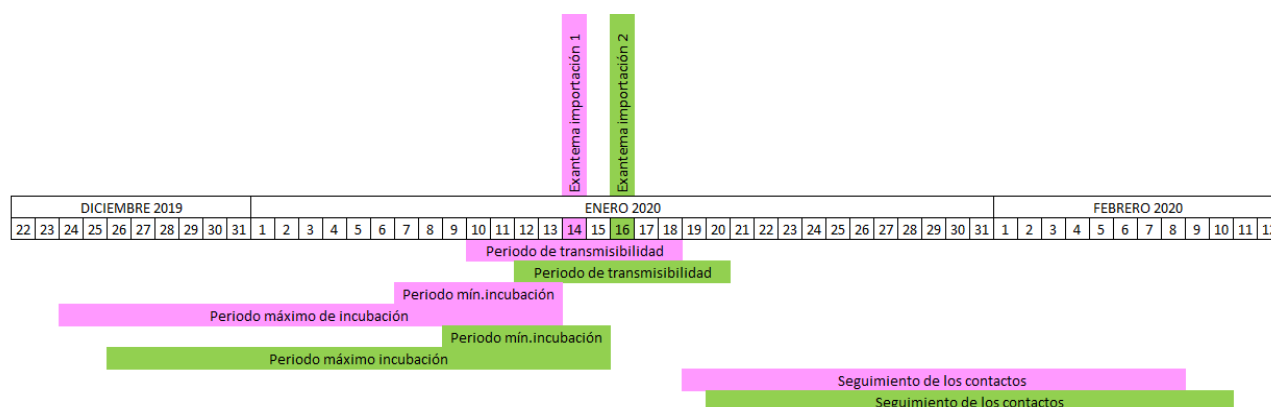 Exantema importación 1
Exantema importación 2
DICIEMBRE 2019 ENERO 2020 FEBRERO 2020
22 23 24 25 26 27 28 29 30 31 1 2 3 4 5 6 7 8 9 10 11 12 13 14 15 16 17 18 19 20 21 22 23 24 25 26 27 28 29 30 31 1 2 3 4 5 6 7 8 9 10 11 12
Periodo de transmisibilidad
Periodo de transmisibilidad
Periodo mín.incubación
Periodo máximo de incubación
Periodo mín.incubación
Periodo máximo incubación
Seguimiento de los contactos
Seguimiento de los contactos